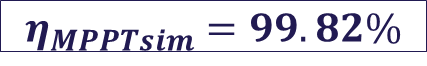 η_MPPTsim = 99.82%